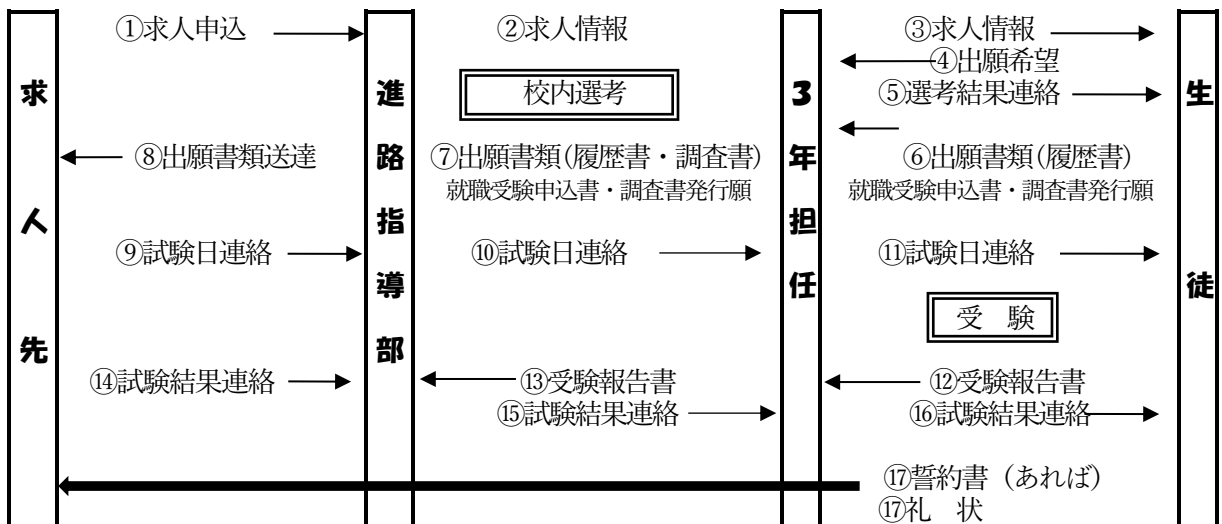 ①求人申込 ②求人情報 ③求人情報
④出願希望
校内選考 ⑤選考結果連絡
⑧出願書類送達 ⑦出願書類(履歴書・調査書) ⑥出願書類(履歴書)
就職受験申込書・調査書発行願 就職受験申込書・調査書発行願
⑨試験日連絡 ⑩試験日連絡 ⑪試験日連絡
受 験
⑭試験結果連絡 ⑬受験報告書 ⑫受験報告書
⑮試験結果連絡 ⑯試験結果連絡
⑰誓約書（あれば）
⑰礼 状
求人先
進路指導部
3年担任
生徒